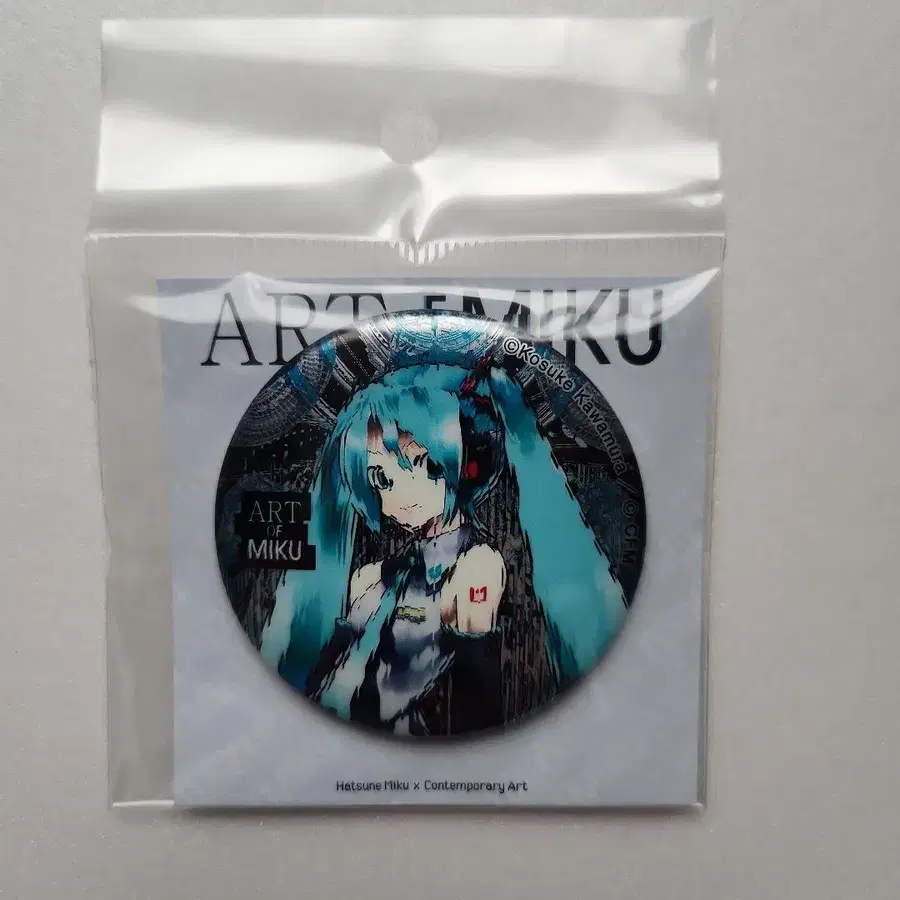 ART OF MIKU
©Kosuke Kawamura / © CFM
ART
OF
MIKU
Hatsune Miku x Contemporary Art